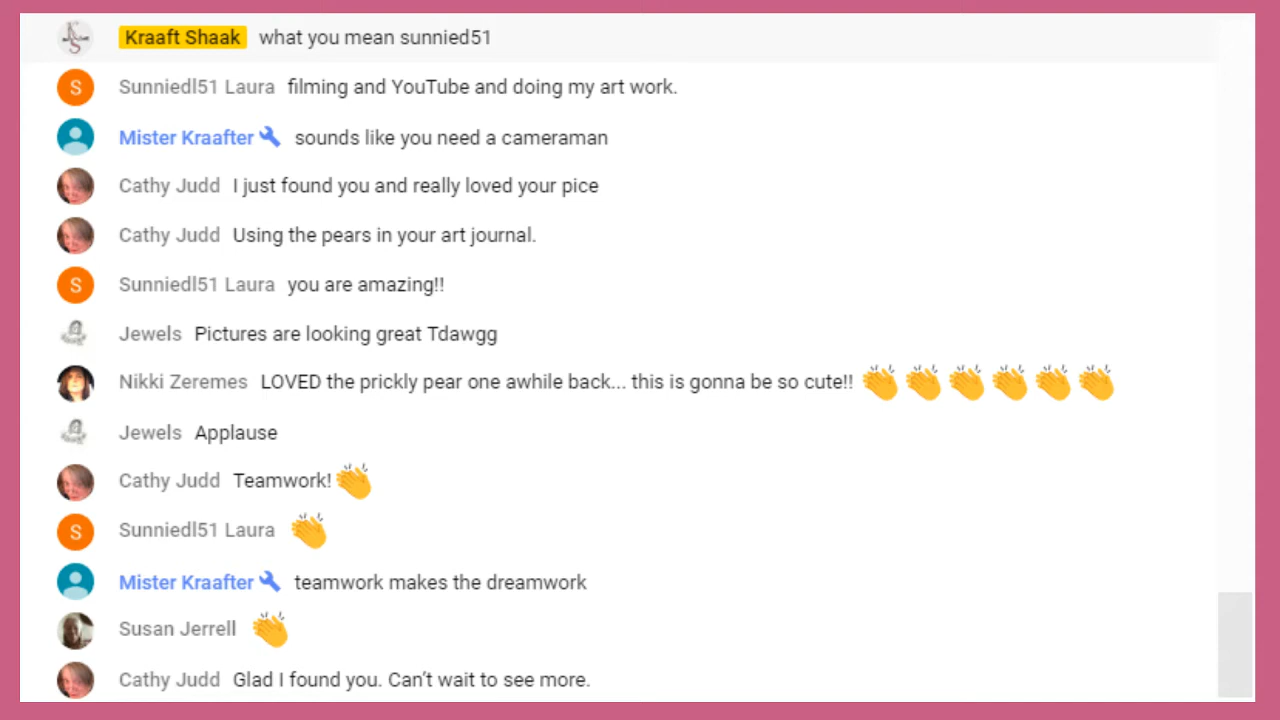 Kraaft Shaak what you mean sunnied51
S Sunniedl51 Laura filming and YouTube and doing my art work.
Mister Kraafter sounds like you need a cameraman
Cathy Judd I just found you and really loved your pice
Cathy Judd Using the pears in your art journal.
S Sunniedl51 Laura you are amazing!!
Jewels Pictures are looking great Tdawgg
Nikki Zeremes LOVED the prickly pear one awhile back... this is gonna be so cute!! 👏👏👏👏👏👏
Jewels Applause
Cathy Judd Teamwork! 👏
S Sunniedl51 Laura 👏
Mister Kraafter teamwork makes the dreamwork
Susan Jerrell 👏
Cathy Judd Glad I found you. Can't wait to see more.